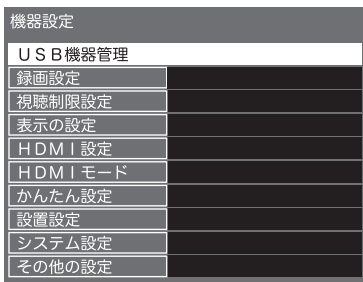 機器設定
ＵＳＢ機器管理
録画設定
視聴制限設定
表示の設定
ＨＤＭＩ設定
ＨＤＭＩモード
かんたん設定
設置設定
システム設定
その他の設定